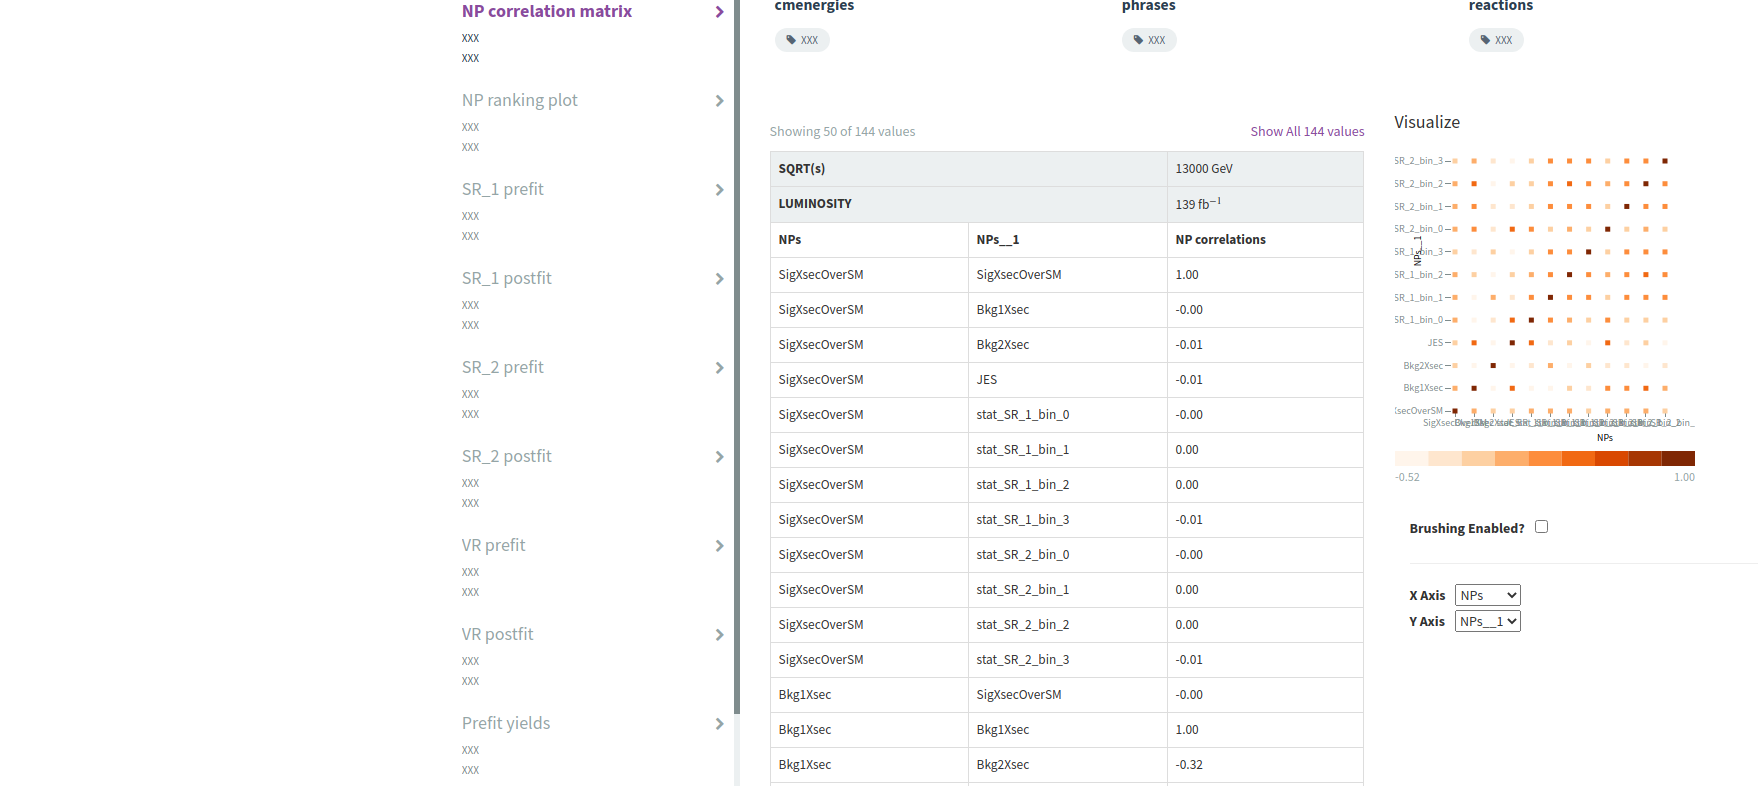 NP correlation matrix
XXX
XXX
NP ranking plot
XXX
XXX
SR_1 prefit
XXX
XXX
SR_1 postfit
XXX
XXX
SR_2 prefit
XXX
XXX
SR_2 postfit
XXX
XXX
VR prefit
XXX
XXX
VR postfit
XXX
XXX
Prefit yields
XXX
XXX
cmenergies phrases reactions
XXX XXX XXX
Showing 50 of 144 values Show All 144 values
SQRT(s) 13000 GeV
LUMINOSITY 139 fb⁻¹
NPs NPs__1 NP correlations
SigXsecOverSM SigXsecOverSM 1.00
SigXsecOverSM Bkg1Xsec -0.00
SigXsecOverSM Bkg2Xsec -0.01
SigXsecOverSM JES -0.01
SigXsecOverSM stat_SR_1_bin_0 -0.00
SigXsecOverSM stat_SR_1_bin_1 0.00
SigXsecOverSM stat_SR_1_bin_2 0.00
SigXsecOverSM stat_SR_1_bin_3 -0.01
SigXsecOverSM stat_SR_2_bin_0 -0.00
SigXsecOverSM stat_SR_2_bin_1 0.00
SigXsecOverSM stat_SR_2_bin_2 0.00
SigXsecOverSM stat_SR_2_bin_3 -0.01
Bkg1Xsec SigXsecOverSM -0.00
Bkg1Xsec Bkg1Xsec 1.00
Bkg1Xsec Bkg2Xsec -0.32
Visualize
SR_2_bin_3
SR_2_bin_2
SR_2_bin_1
SR_2_bin_0
NPs__1
SR_1_bin_3
SR_1_bin_2
SR_1_bin_1
SR_1_bin_0
JES
Bkg2Xsec
Bkg1Xsec
XsecOverSM
NPs
-0.52 1.00
Brushing Enabled?
X Axis NPs
Y Axis NPs__1